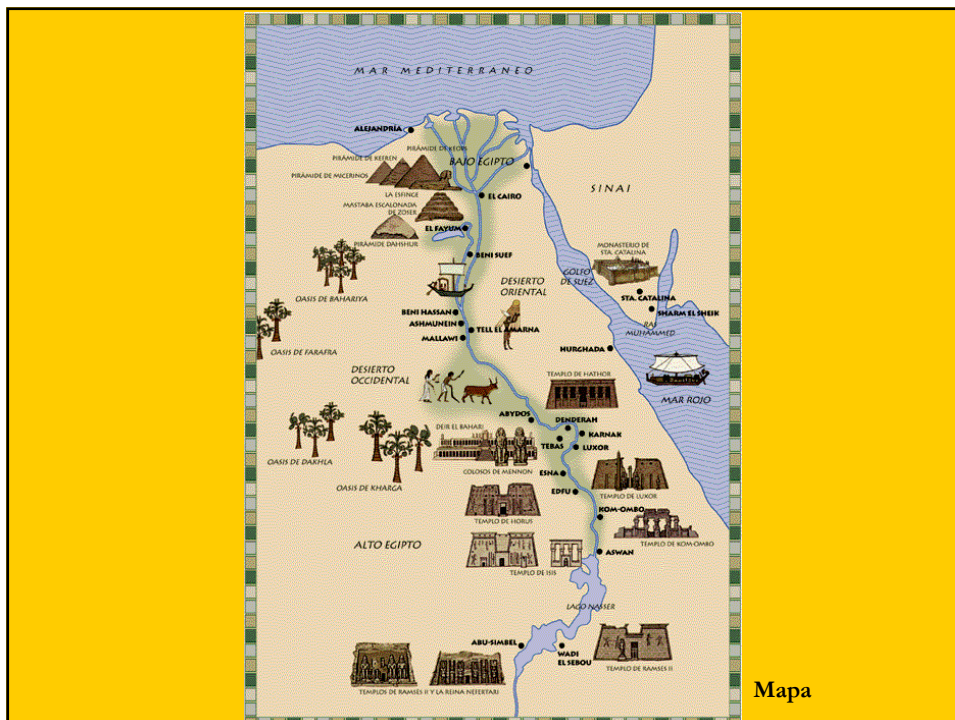 MAR MEDITERRANEO
ALEJANDRÍA
PIRÁMIDE DE KEOPS
PIRÁMIDE DE KEFREN
BAJO EGIPTO
PIRÁMIDE DE MICERINOS
SINAI
LA ESFINGE
EL CAIRO
MASTABA ESCALONADA
DE ZOSER
EL FAYUM
PIRÁMIDE DAHSHUR
MONASTERIO DE
STA. CATALINA
BENI SUEF
GOLFO
DE SUEZ
DESIERTO
ORIENTAL
OASIS DE BAHARIYA
STA. CATALINA
SHARM EL SHEIK
BENI HASSAN
ASHMUNEIN
RAS
MUHAMMED
TELL EL AMARNA
MALLAWI
HURGHADA
OASIS DE FARAFRA
DESIERTO
OCCIDENTAL
TEMPLO DE HATHOR
MAR ROJO
ABYDOS
DENDERAH
DEIR EL BAHARI
KARNAK
TEBAS
LUXOR
OASIS DE DAKHLA
COLOSOS DE MENNON
ESNA
OASIS DE KHARGA
EDFU
TEMPLO DE LUXOR
KOM-OMBO
TEMPLO DE HORUS
TEMPLO DE KOM-OMBO
ALTO EGIPTO
ASWAN
TEMPLO DE ISIS
LAGO NASSER
ABU-SIMBEL
WADI
EL SEBOU
TEMPLO DE RAMSES II
TEMPLOS DE RAMSES II Y LA REINA NEFERTARI
Mapa